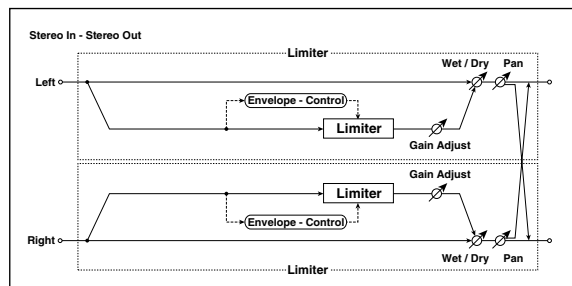 Stereo In - Stereo Out
Limiter
Wet / Dry
Pan
Left
Envelope - Control
Limiter
Gain Adjust
Gain Adjust
Limiter
Envelope - Control
Right
Wet / Dry
Pan
Limiter